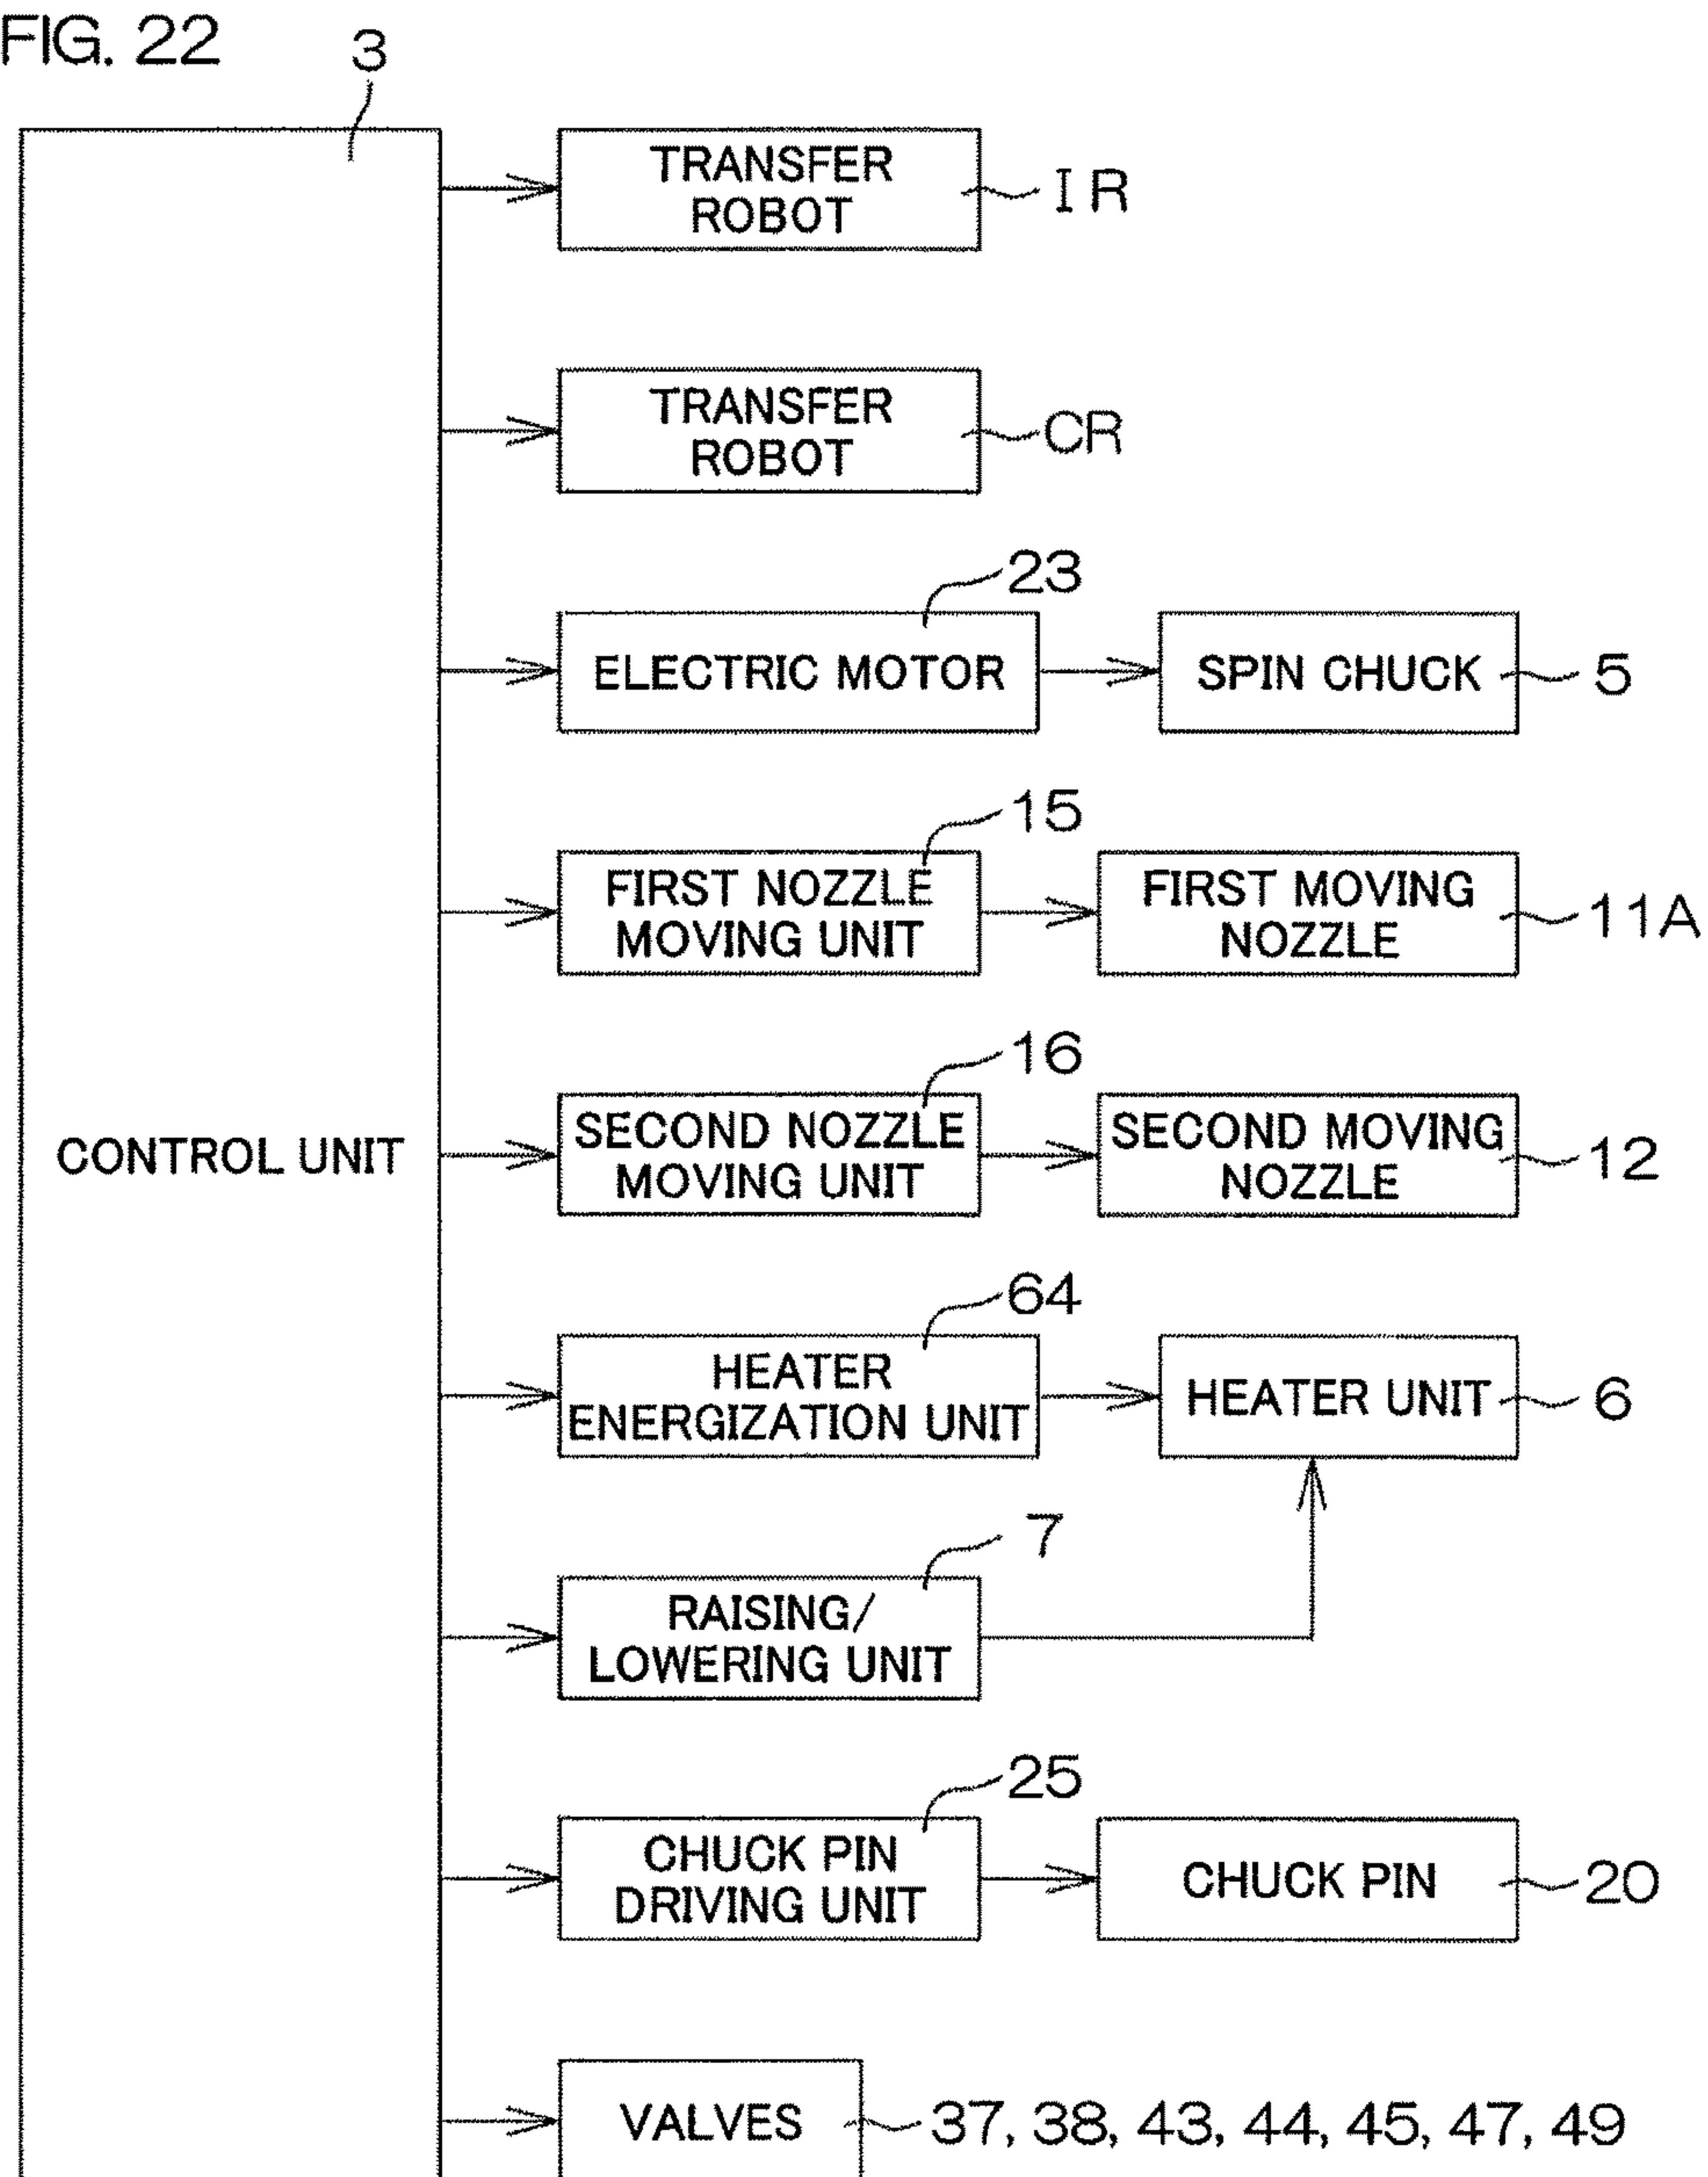 FIG. 22
3
CONTROL UNIT
TRANSFER
ROBOT
IR
TRANSFER
ROBOT
CR
23
ELECTRIC MOTOR
SPIN CHUCK
5
15
FIRST NOZZLE
MOVING UNIT
FIRST MOVING
NOZZLE
11A
16
SECOND NOZZLE
MOVING UNIT
SECOND MOVING
NOZZLE
12
64
HEATER
ENERGIZATION UNIT
HEATER UNIT
6
7
RAISING/
LOWERING UNIT
25
CHUCK PIN
DRIVING UNIT
CHUCK PIN
20
VALVES
37, 38, 43, 44, 45, 47, 49